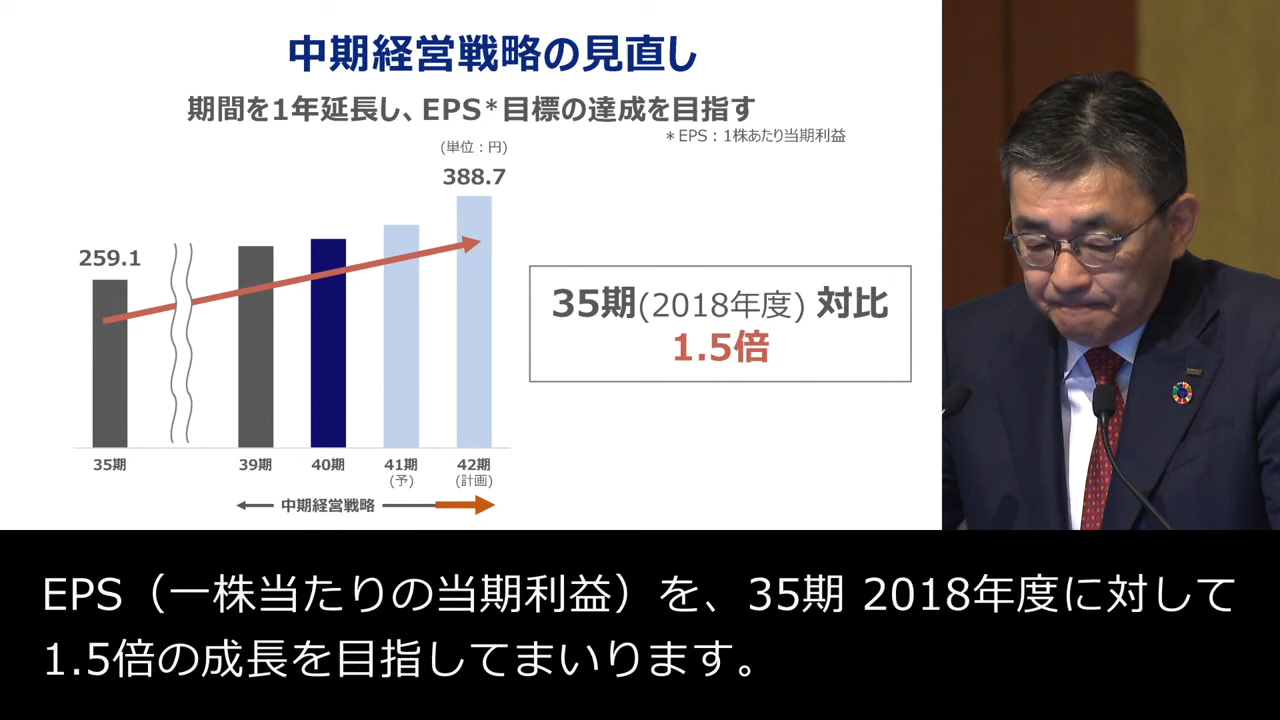 中期経営戦略の見直し
期間を1年延長し、EPS*目標の達成を目指す
*EPS:1株あたり当期利益
(単位:円)
388.7
259.1
35期(2018年度) 対比
1.5倍
35期
39期
40期
41期
(予)
42期
(計画)
中期経営戦略
EPS(一株当たりの当期利益)を、35期 2018年度に対して
1.5倍の成長を目指してまいります。